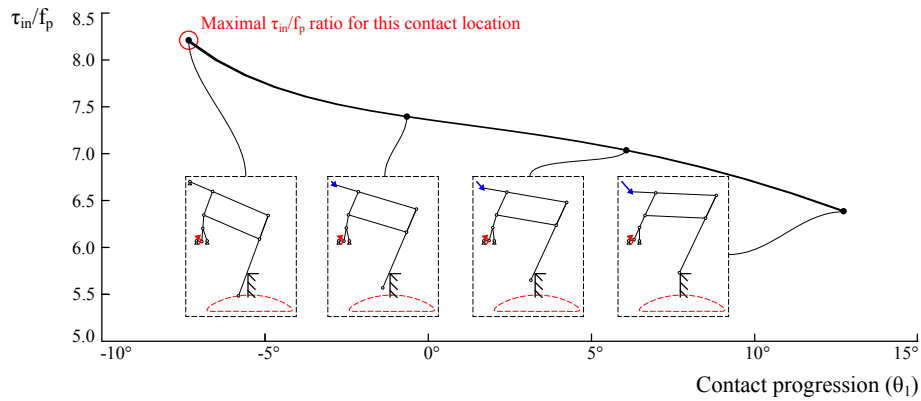 τin/fp
Maximal τin/fp ratio for this contact location
8.5
8.0
7.5
7.0
6.5
6.0
5.5
5.0
-10° -5° 0° 5° 10° 15°
Contact progression (θ1)